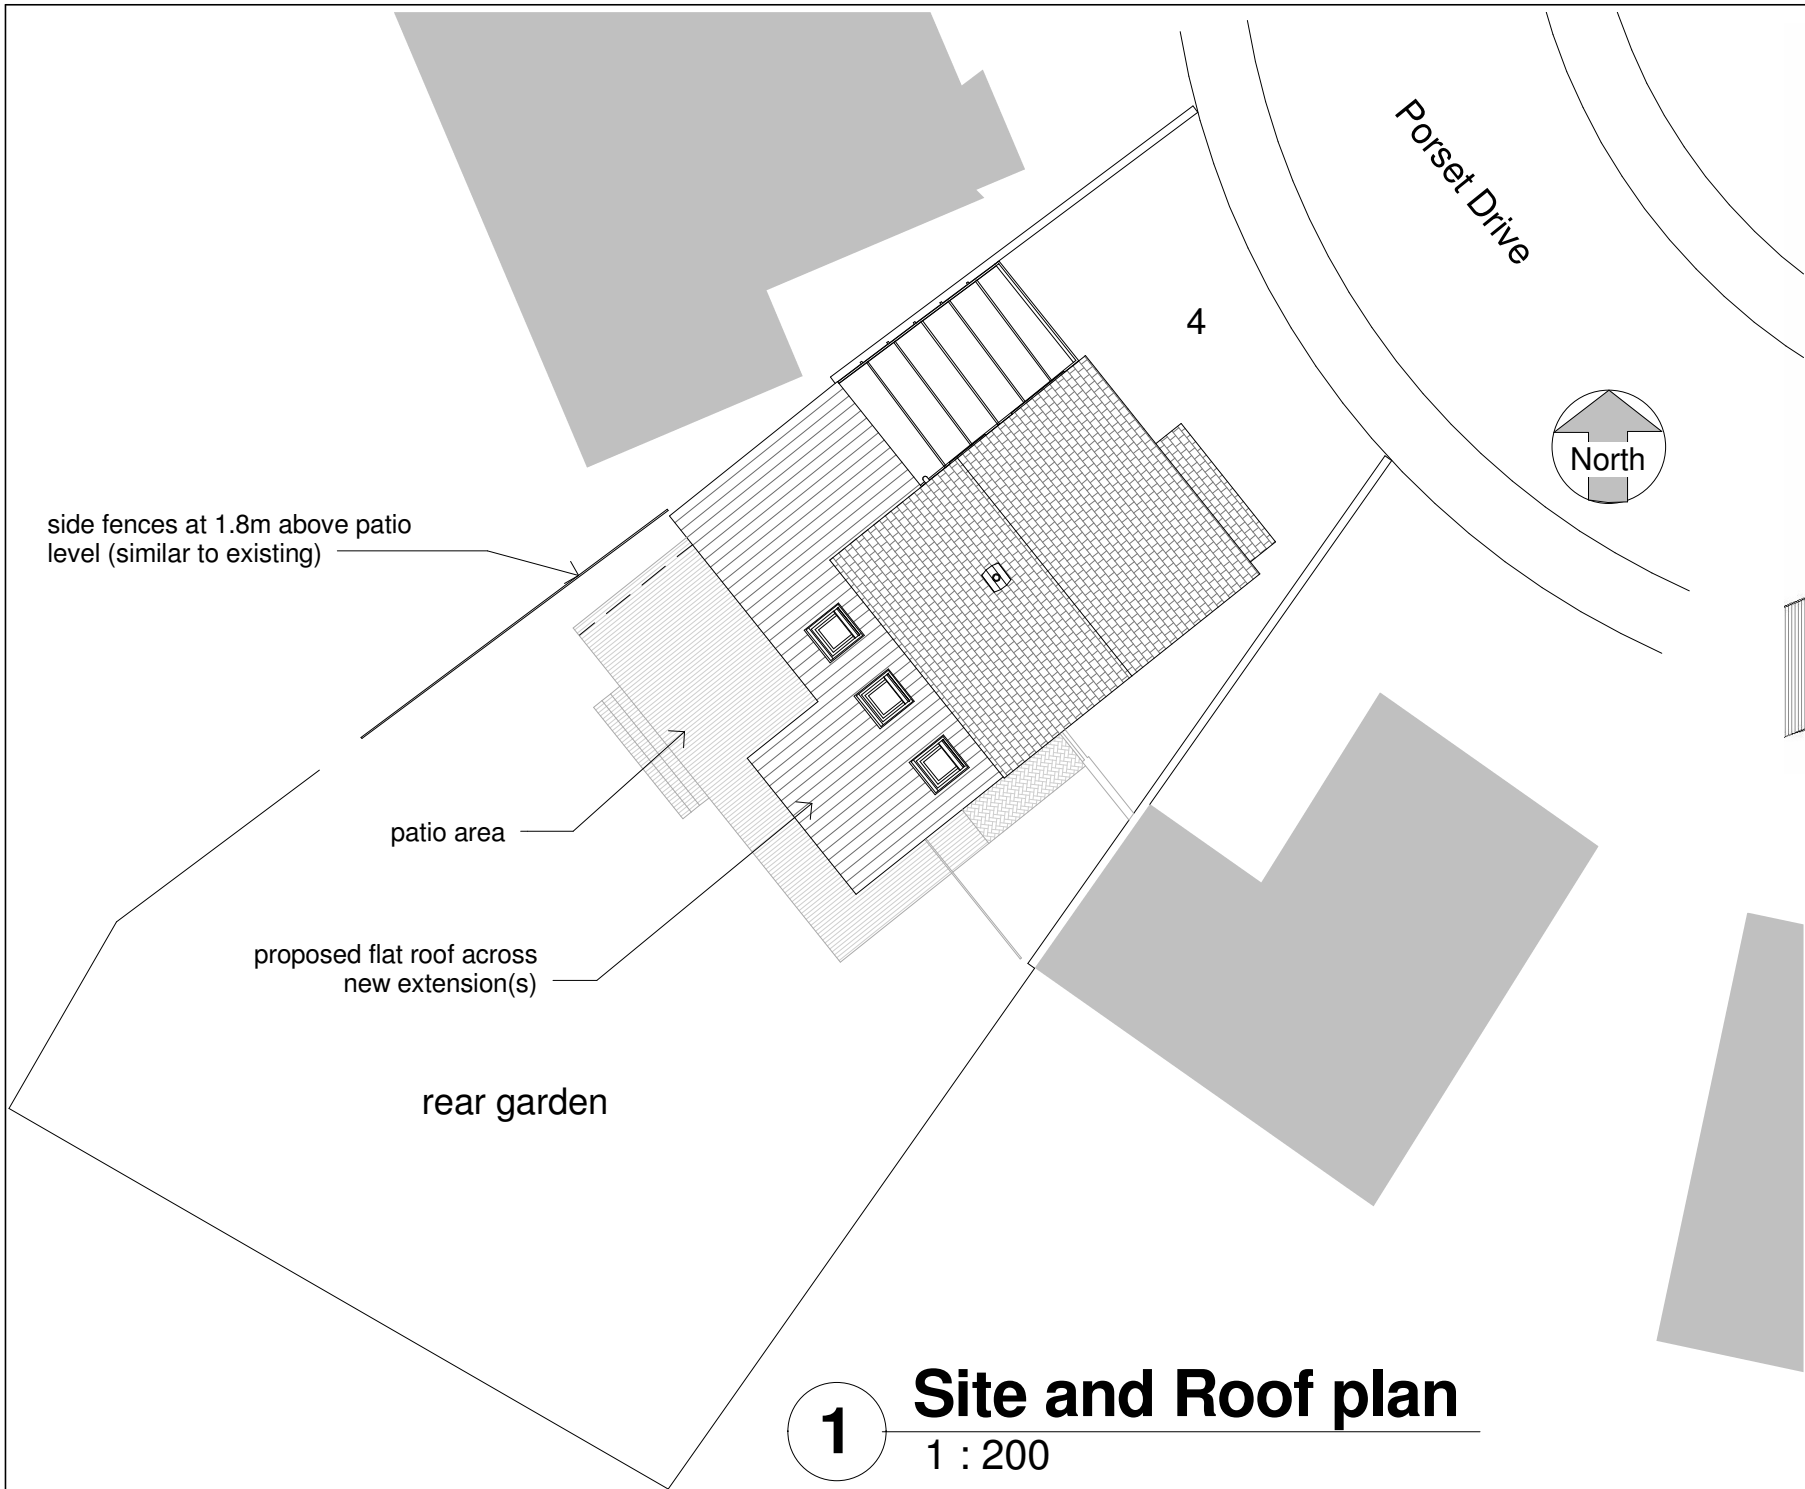 Porset Drive
4
North
side fences at 1.8m above patio
level (similar to existing)
patio area
proposed flat roof across
new extension(s)
rear garden
1
Site and Roof plan
1 : 200